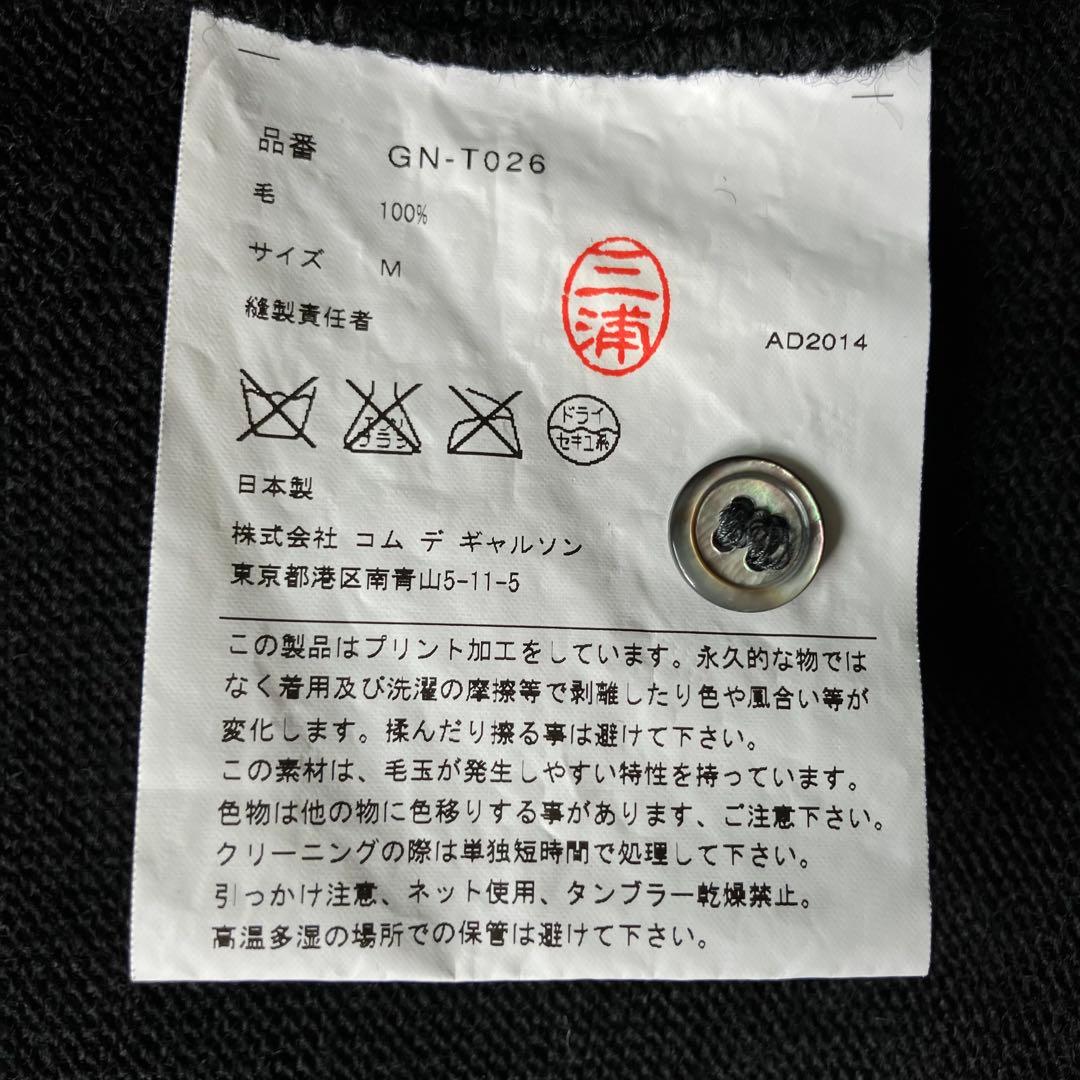 品番 GN-T026
毛 100%
サイズ M
縫製責任者
三浦
AD2014
エンソ
ナラシ
ドライ
セキユ系
日本製
株式会社 コム デ ギャルソン
東京都港区南青山5-11-5
この製品はプリント加工をしています。永久的な物では
なく着用及び洗濯の摩擦等で剥離したり色や風合い等が
変化します。揉んだり擦る事は避けて下さい。
この素材は、毛玉が発生しやすい特性を持っています。
色物は他の物に色移りする事があります、ご注意下さい。
クリーニングの際は単独短時間で処理して下さい。
引っかけ注意、ネット使用、タンブラー乾燥禁止。
高温多湿の場所での保管は避けて下さい。